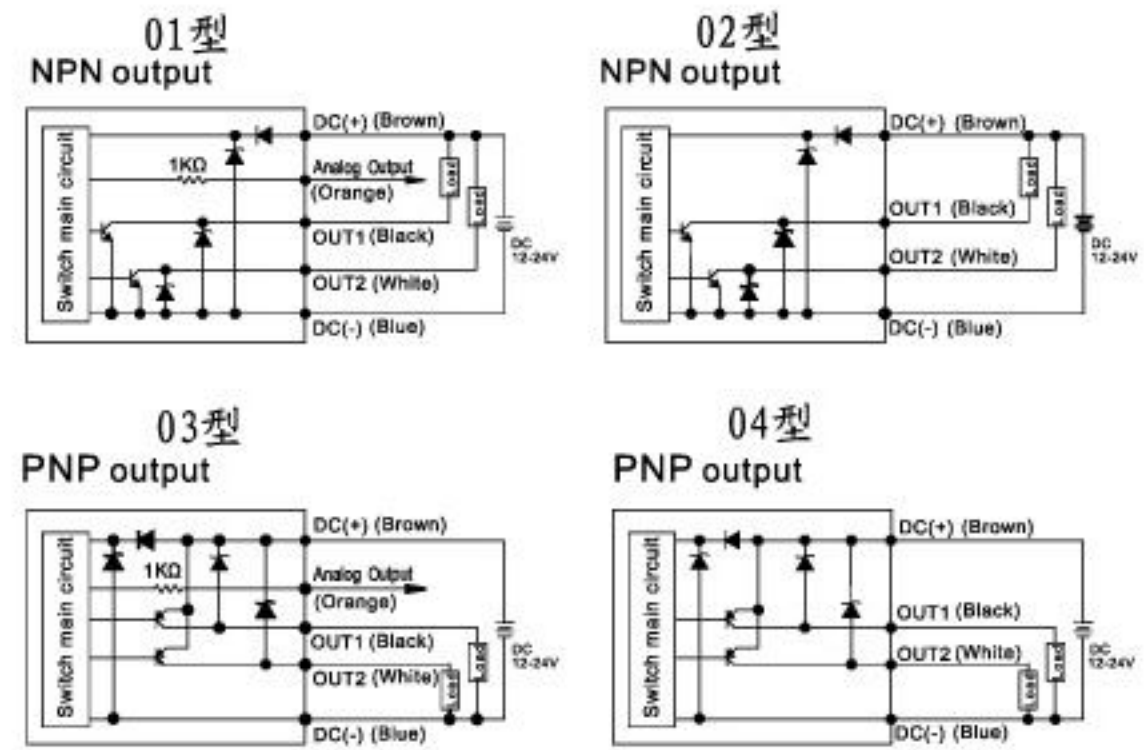 01型
NPN output
DC(+) (Brown)
1KΩ
Analog Output
(Orange)
Load
Load
Switch main circuit
OUT1 (Black)
DC
12-24V
OUT2 (White)
DC(-) (Blue)
02型
NPN output
DC(+) (Brown)
Load
Load
Switch main circuit
OUT1 (Black)
OUT2 (White)
DC
12-24V
DC(-) (Blue)
03型
PNP output
DC(+) (Brown)
1KΩ
Analog Output
(Orange)
Switch main circuit
OUT1 (Black)
DC
12-24V
OUT2 (White)
Load
Load
DC(-) (Blue)
04型
PNP output
DC(+) (Brown)
Switch main circuit
OUT1 (Black)
OUT2 (White)
DC
12-24V
Load
Load
DC(-) (Blue)